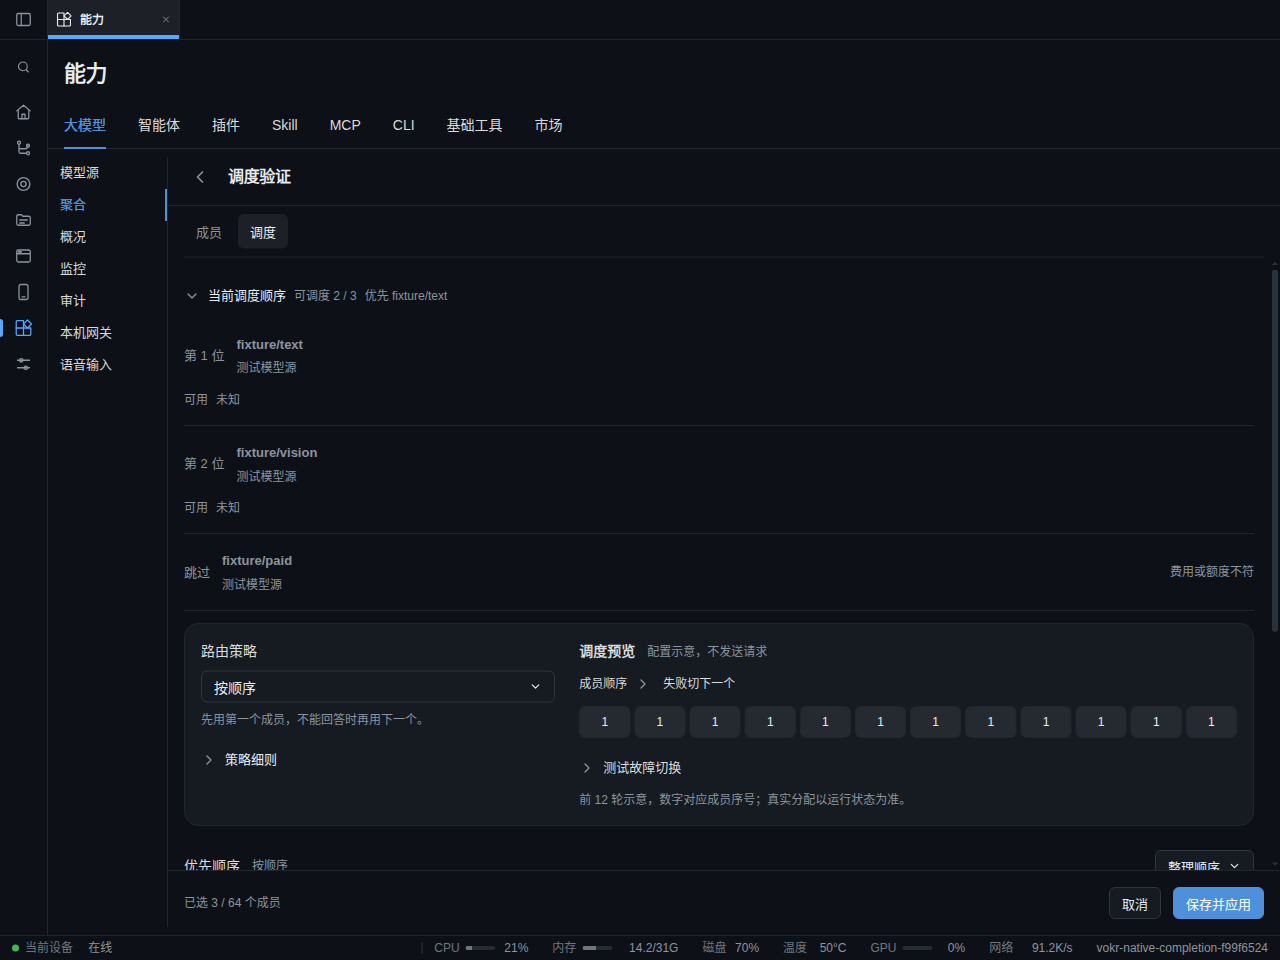 能力
能力
大模型 智能体 插件 Skill MCP CLI 基础工具 市场
模型源
聚合
概况
监控
审计
本机网关
语音输入
调度验证
成员 调度
当前调度顺序 可调度 2 / 3 优先 fixture/text
第 1 位 fixture/text
测试模型源
可用 未知
第 2 位 fixture/vision
测试模型源
可用 未知
跳过 fixture/paid
测试模型源
费用或额度不符
路由策略
按顺序
先用第一个成员，不能回答时再用下一个。
策略细则
调度预览 配置示意，不发送请求
成员顺序 失败切下一个
1 1 1 1 1 1 1 1 1 1 1 1
测试故障切换
前 12 轮示意，数字对应成员序号；真实分配以运行状态为准。
优先顺序 按顺序 整理顺序
已选 3 / 64 个成员 取消 保存并应用
当前设备 在线 CPU 21% 内存 14.2/31G 磁盘 70% 温度 50°C GPU 0% 网络 91.2K/s vokr-native-completion-f99f6524